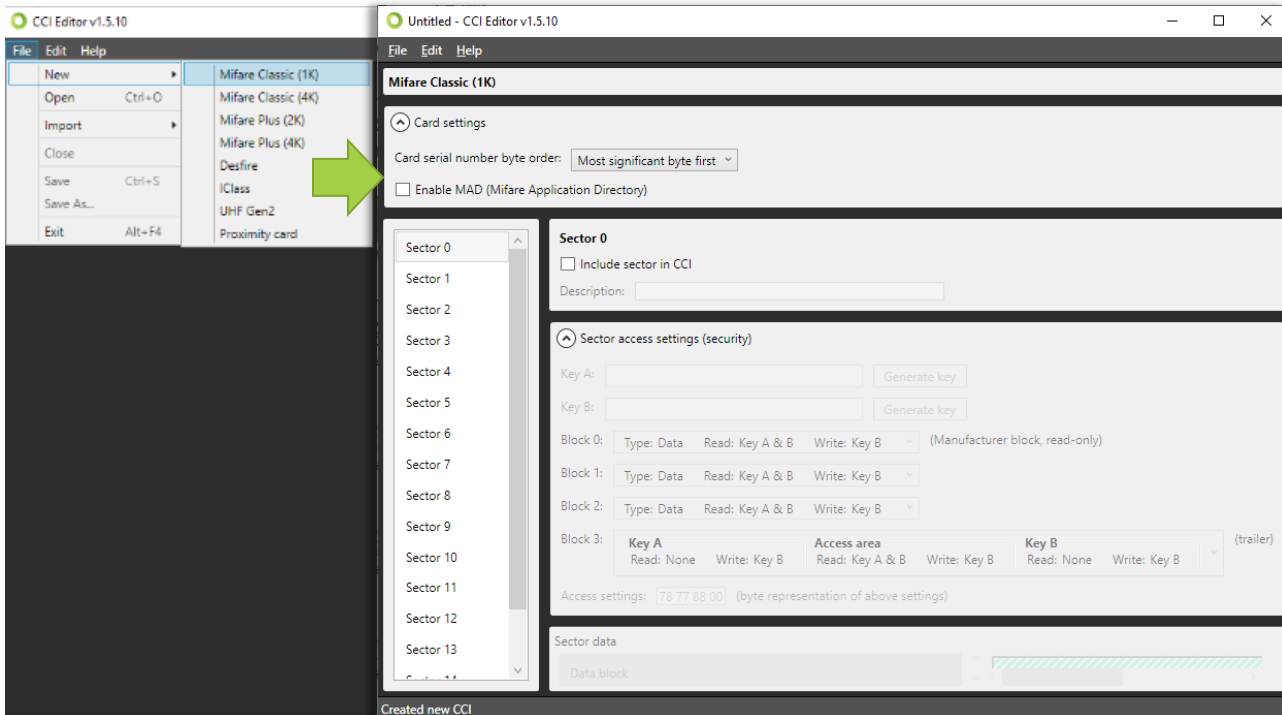 CCI Editor v1.5.10
File Edit Help
New
Open Ctrl+O
Import
Close
Save Ctrl+S
Save As...
Exit Alt+F4
Mifare Classic (1K)
Mifare Classic (4K)
Mifare Plus (2K)
Mifare Plus (4K)
Desfire
IClass
UHF Gen2
Proximity card
Untitled - CCI Editor v1.5.10
File Edit Help
Mifare Classic (1K)
Card settings
Card serial number byte order: Most significant byte first
Enable MAD (Mifare Application Directory)
Sector 0
Sector 1
Sector 2
Sector 3
Sector 4
Sector 5
Sector 6
Sector 7
Sector 8
Sector 9
Sector 10
Sector 11
Sector 12
Sector 13
Sector 0
Include sector in CCI
Description:
Sector access settings (security)
Key A: Generate key
Key B: Generate key
Block 0: Type: Data Read: Key A & B Write: Key B (Manufacturer block, read-only)
Block 1: Type: Data Read: Key A & B Write: Key B
Block 2: Type: Data Read: Key A & B Write: Key B
Block 3: Key A Access area Key B (trailer)
Read: None Write: Key B Read: Key A & B Write: Key B Read: None Write: Key B
Access settings: 78 77 88 00 (byte representation of above settings)
Sector data
Data block
Created new CCI